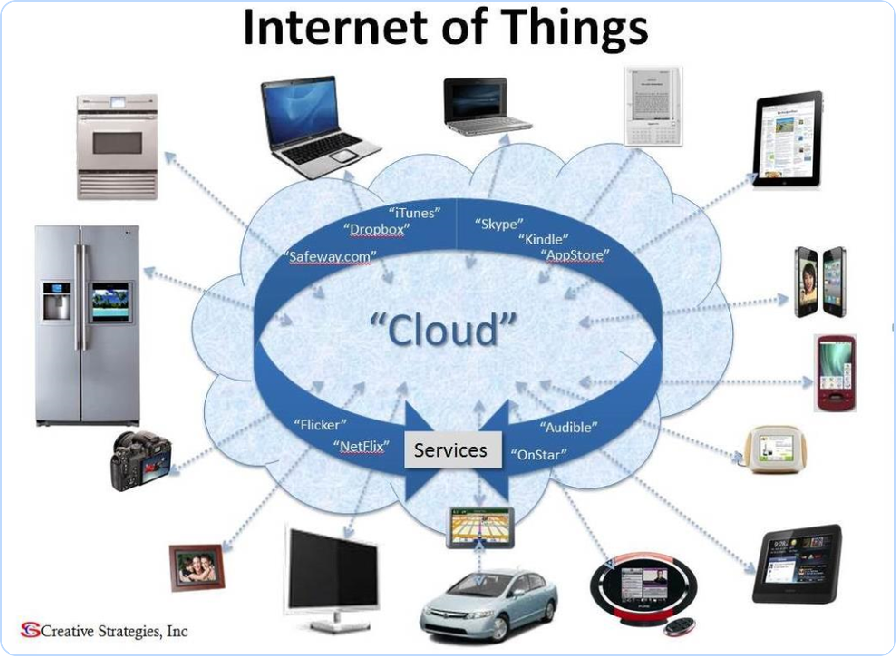 Internet of Things
"iTunes"
"Dropbox"
"Safeway.com"
"Skype"
"Kindle"
"AppStore"
"Cloud"
"Flicker"
"NetFlix"
Services
"Audible"
"OnStar"
Creative Strategies, Inc